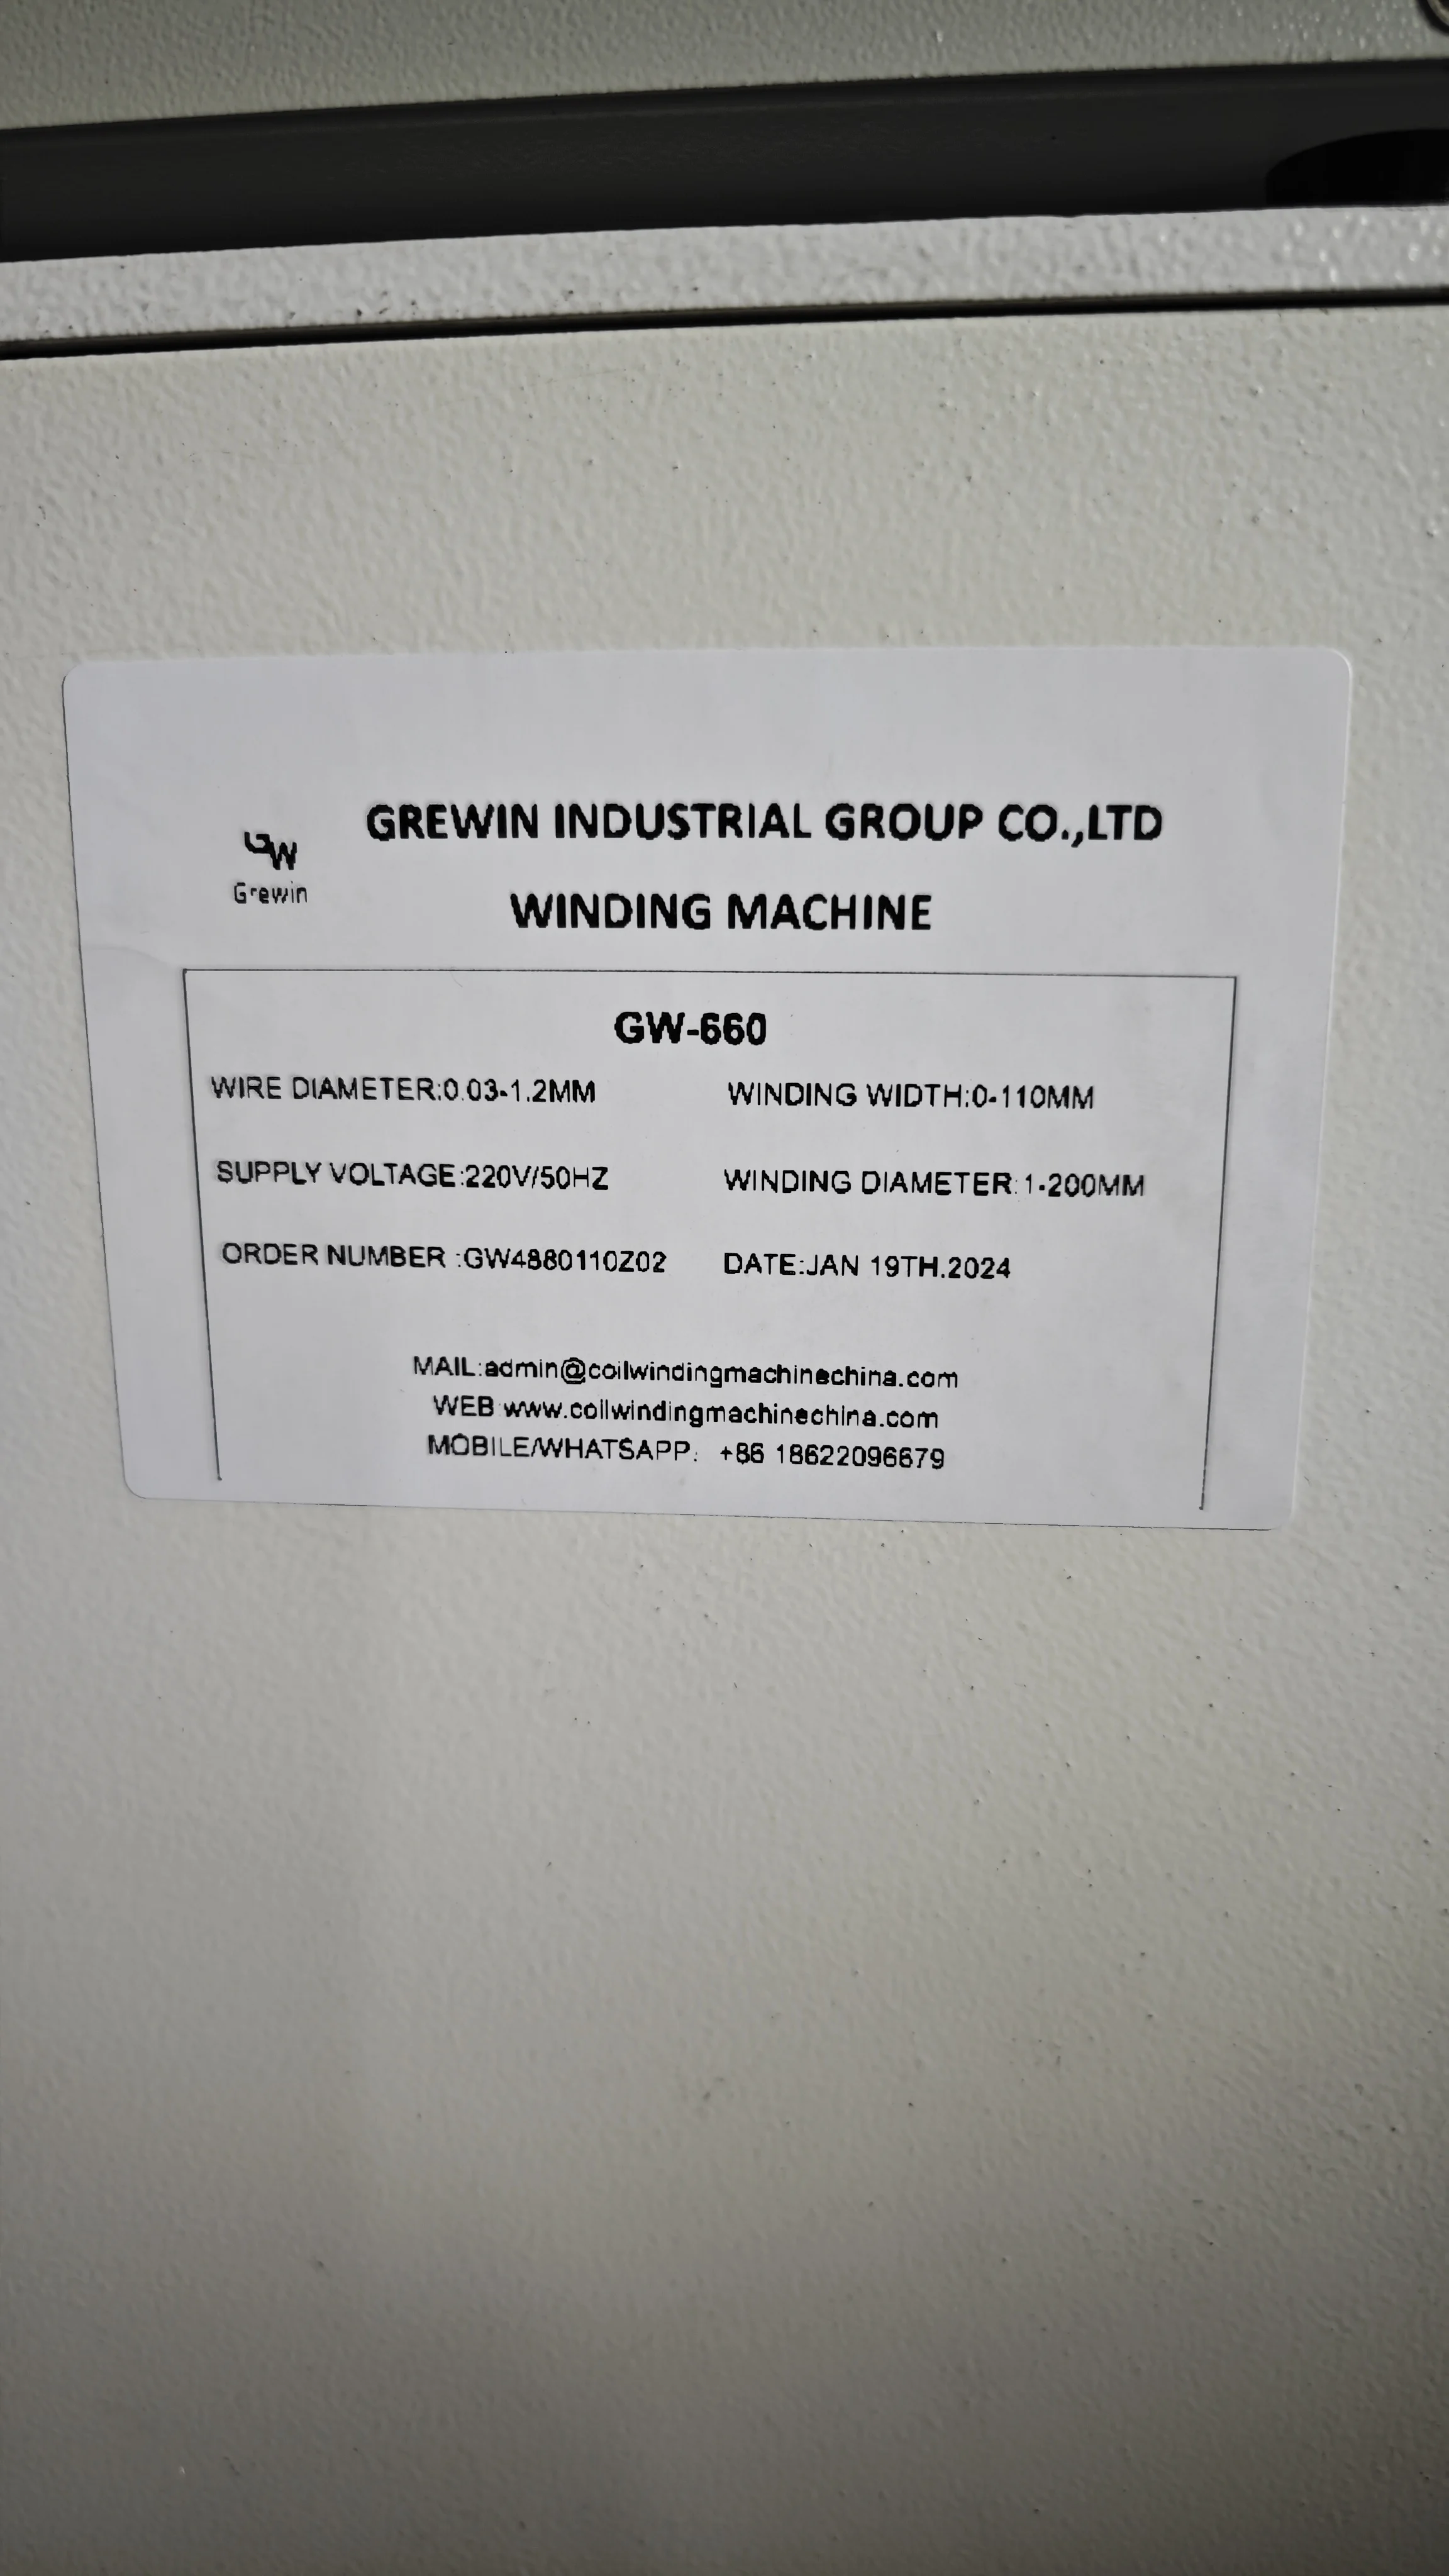 GREWIN INDUSTRIAL GROUP CO.,LTD
GW
Grewin
WINDING MACHINE
GW-660
WIRE DIAMETER:0.03-1.2MM WINDING WIDTH:0-110MM
SUPPLY VOLTAGE:220V/50HZ WINDING DIAMETER:1-200MM
ORDER NUMBER :GW4880110Z02 DATE:JAN 19TH.2024
MAIL:admin@coilwindingmachinechina.com
WEB www.coilwindingmachinechina.com
MOBILE/WHATSAPP: +86 18622096679